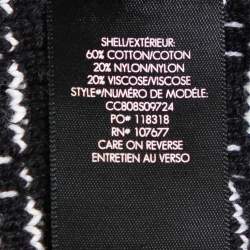 SHELL/EXTÉRIEUR:
60% COTTON/COTON
20% NYLON/NYLON
20% VISCOSE/VISCOSE
STYLE#/NUMÉRO DE MODÈLE:
CC808S09724
PO# 118318
RN# 107677
CARE ON REVERSE
ENTRETIEN AU VERSO